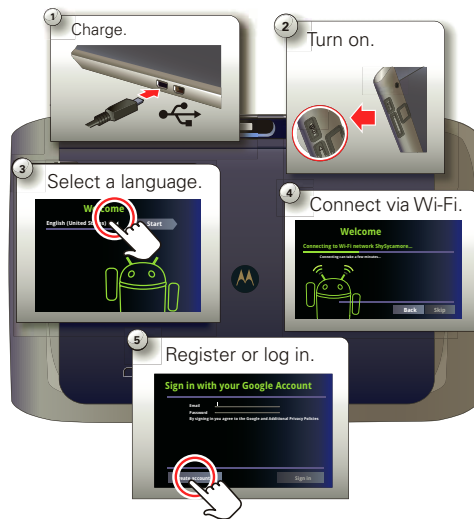 1
Charge.
2
Turn on.
3
Select a language.
Welcome
English (United States)
Start
4
Connect via Wi-Fi.
Welcome
Connecting to Wi-Fi network ShySycamore...
Connecting can take a few minutes...
Back Skip
5
Register or log in.
Sign in with your Google Account
Email
Password
By signing in you agree to the Google and Additional Privacy Policies
account
Sign in